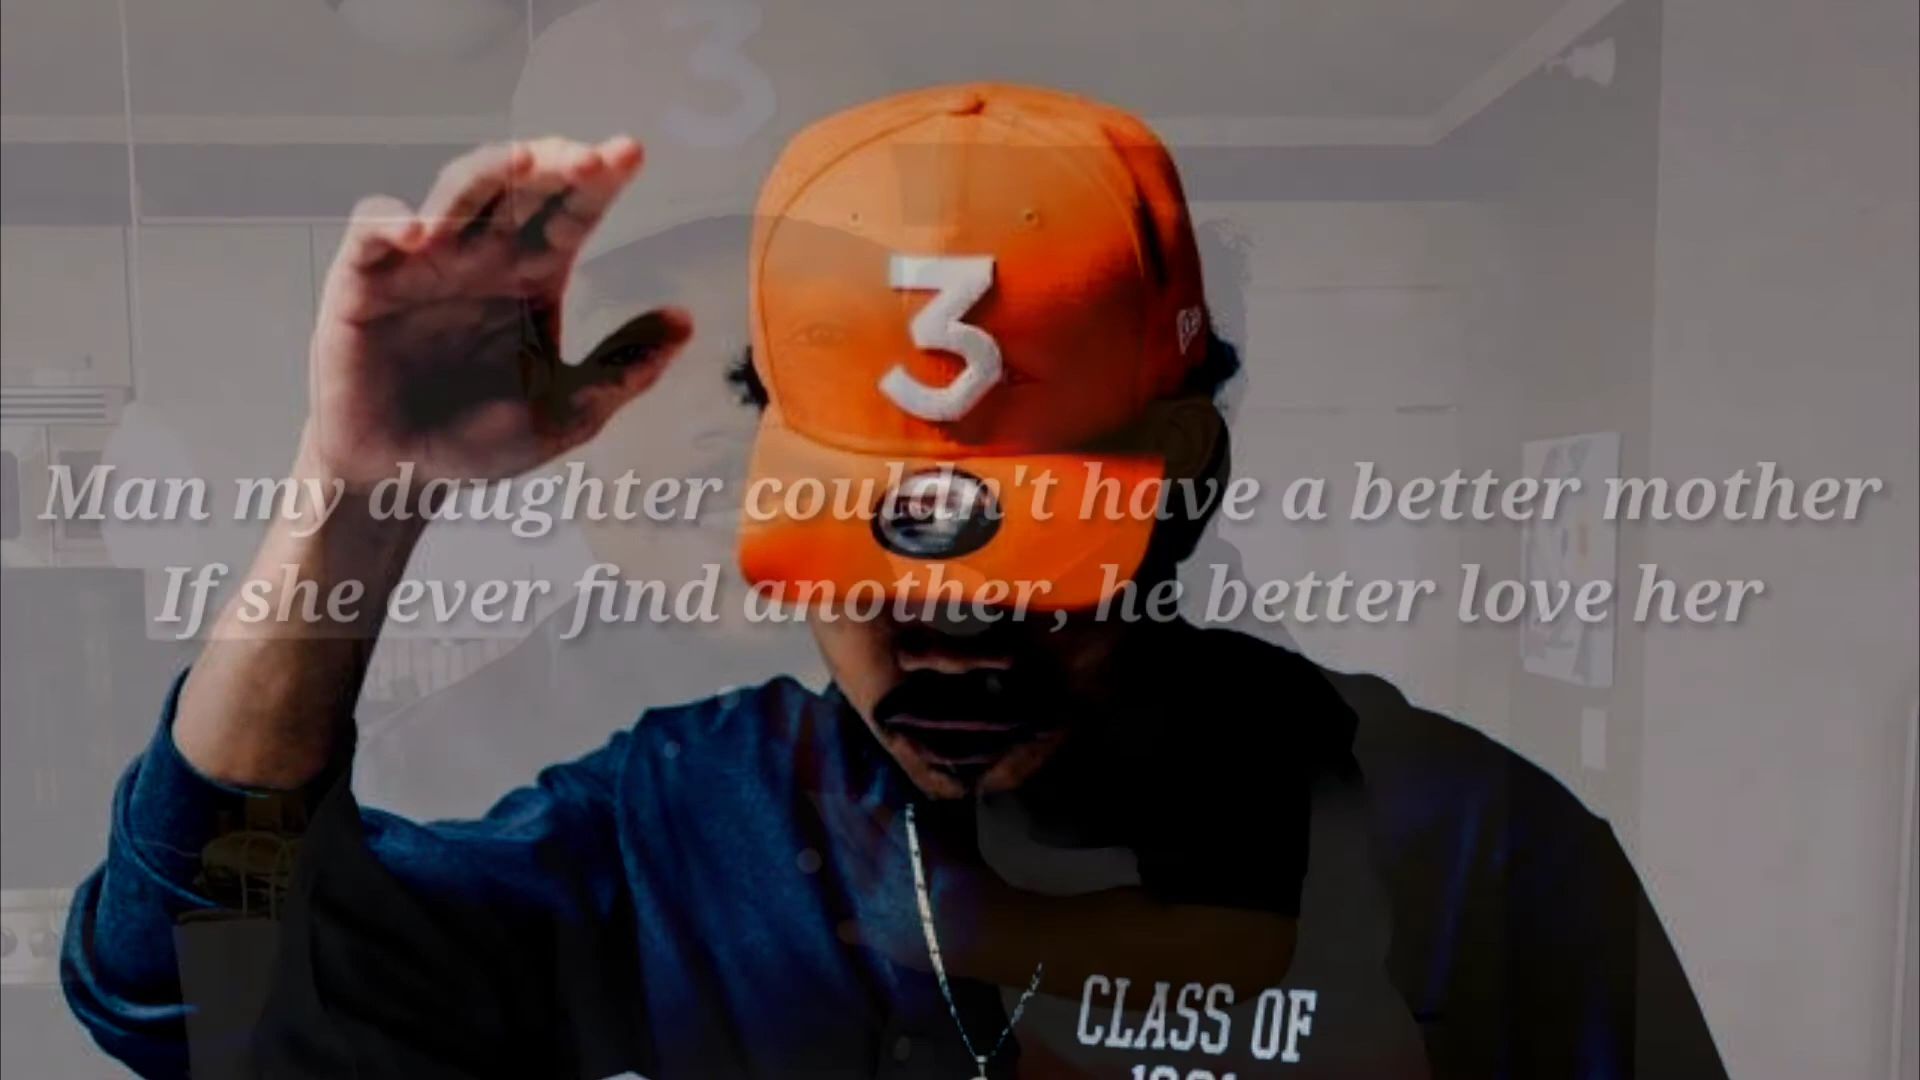 3
3
Man my daughter couldn't have a better mother
If she ever find another, he better love her
CLASS OF